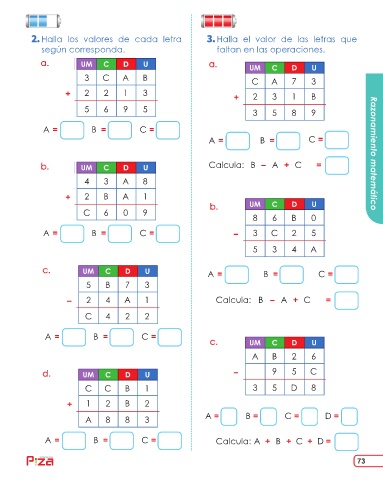 2. Halla los valores de cada letra
según corresponda.
a.
UM C D U
3 C A B
+ 2 2 1 3
5 6 9 5
A = B = C =
b.
UM C D U
4 3 A 8
+ 2 B A 1
C 6 0 9
A = B = C =
c.
UM C D U
5 B 7 3
– 2 4 A 1
C 4 2 2
A = B = C =
d.
UM C D U
C C B 1
+ 1 2 B 2
A 8 8 3
A = B = C =
3. Halla el valor de las letras que
faltan en las operaciones.
a.
UM C D U
C A 7 3
+ 2 3 1 B
3 5 8 9
A = B = C =
Calcula: B – A + C =
b.
UM C D U
8 6 B 0
– 3 C 2 5
5 3 4 A
A = B = C =
Calcula: B – A + C =
c.
UM C D U
A B 2 6
– 9 5 C
3 5 D 8
A = B = C = D =
Calcula: A + B + C + D =
Razonamiento matemático
73